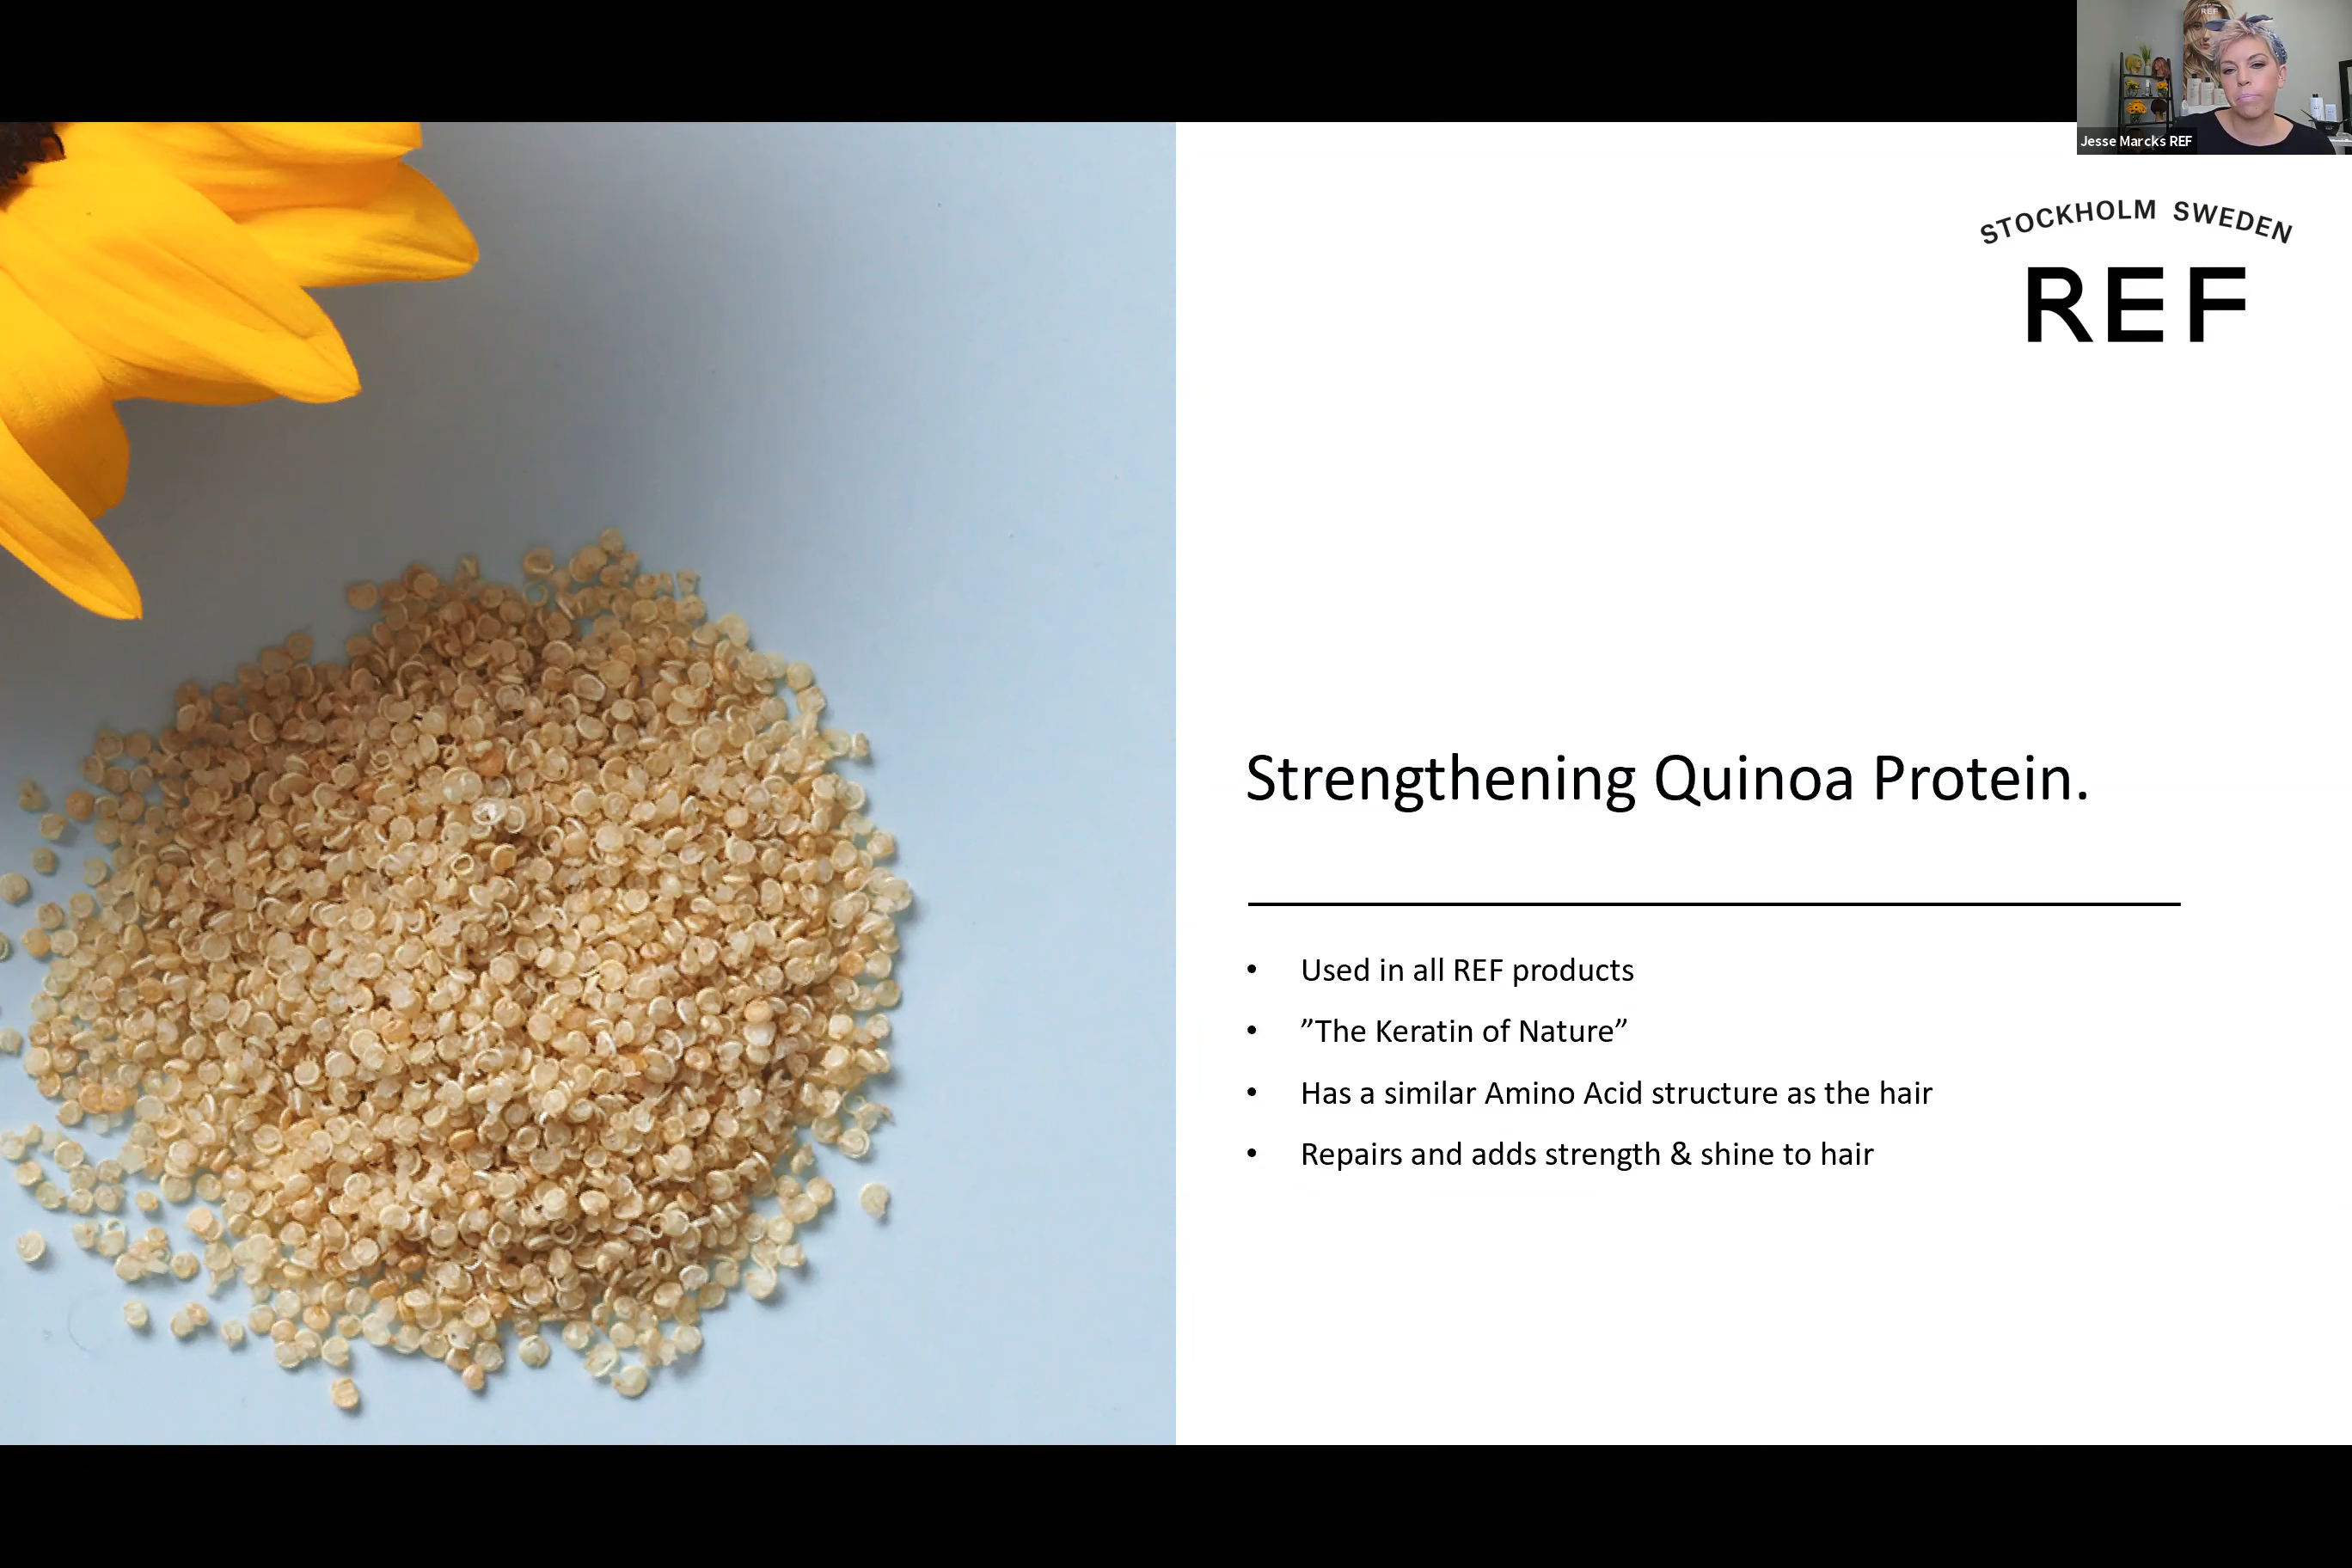 REF
Jesse Marcks REF
STOCKHOLM SWEDEN
REF
Strengthening Quinoa Protein.
• Used in all REF products
• ”The Keratin of Nature”
• Has a similar Amino Acid structure as the hair
• Repairs and adds strength & shine to hair